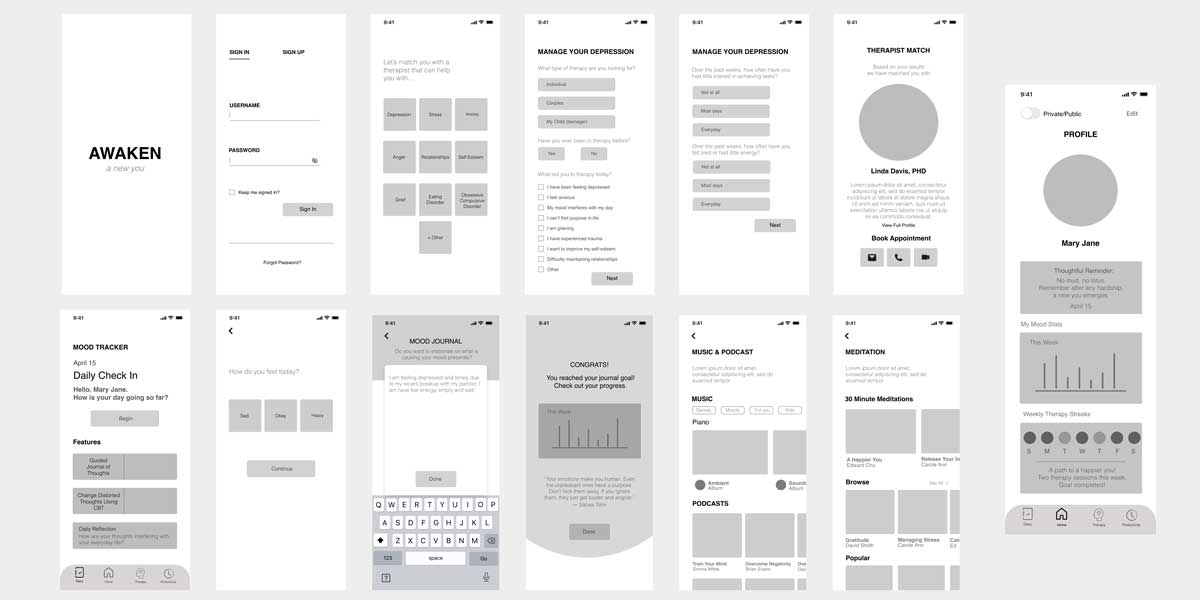 AWAKEN
a new you
SIGN IN
SIGN UP
USERNAME
PASSWORD
Keep me signed in?
Sign In
Forgot Password?
9:41
Let's match you with a
therapist that can help
you with...
Depression
Stress
Anxiety
Anger
Relationships
Self-Esteem
Grief
Eating
Disorder
Obsessive
Compulsive
Disorder
+ Other
9:41
MANAGE YOUR DEPRESSION
What type of therapy are you looking for?
Individual
Couples
My Child (teenager)
Have you ever been in therapy before?
Yes
No
What led you to therapy today?
I have been feeling depressed
I feel anxious
My mood interferes with my day
I can't find purpose in life
I am grieving
I have experienced trauma
I want to improve my self-esteem
Difficulty maintaining relationships
Other
Next
9:41
MANAGE YOUR DEPRESSION
Over the past weeks, how often have you
had little interest in achieving tasks?
Not at all
Most days
Everyday
Over the past weeks, how often have you
felt tired or had little energy?
Not at all
Most days
Everyday
Next
9:41
THERAPIST MATCH
Based on your results
we have matched you with
Linda Davis, PHD
Lorem ipsum dolor sit amet, consectetur
adipiscing elit, sed do eiusmod tempor
incididunt ut labore et dolore magna aliqua.
Ut enim ad minim veniam, quis nostrud
exercitation ullamco laboris nisi ut aliquip
ex ea commodo consequat
View Full Profile
Book Appointment
9:41
Private/Public
Edit
PROFILE
Mary Jane
Thoughtful Reminder:
No mud, no lotus.
Remember after any hardship,
a new you emerges.
April 15
My Mood Stats
This Week
Weekly Therapy Streaks
S M T W T F S
A path to a happier you!
Two therapy sessions this week.
Goal completed!
Diary
Home
Therapy
Productivity
9:41
MOOD TRACKER
April 15
Daily Check In
Hello, Mary Jane.
How is your day going so far?
Begin
Features
Guided
Journal of
Thoughts
Change Distorted
Thoughts Using
CBT
Daily Reflection
How are your thoughts interfering with
your everyday life?
Diary
Home
Therapy
Productivity
9:41
How do you feel today?
Sad
Okay
Happy
Continue
9:41
MOOD JOURNAL
Do you want to elaborate on what is
causing your mood presently?
I am feeling depressed and lonely due
to my recent breakup with my partner. I
am have low energy, empty and sad.
Done
Q W E R T Y U I O P
A S D F G H J K L
Z X C V B N M
123
space
Go
9:41
CONGRATS!
You reached your journal goal!
Check out your progress.
This Week
"Your emotions make you human. Even
the unpleasant ones have a purpose.
Don't lock them away. If you ignore
them, they just get louder and angrier."
— Sabaa Tahir
Done
9:41
MUSIC & PODCAST
Lorem ipsum dolor sit amet,
consectetur adipiscing elit, sed do
eiusmod tempor
MUSIC
Genres
Moods
For you
Kids
Piano
Ambient
Album
Sound
Album
PODCASTS
Train Your Mind
Emma White
Overcome Negativity
Brian Evans
Over
9:41
MEDITATION
Lorem ipsum dolor sit amet,
consectetur adipiscing elit, sed do
eiusmod tempor
30 Minute Meditations
A Happier You
Edward Chu
Release Your
Carole Ann
Browse
See All
Gratitude
David Smith
Managing Stress
Carole Ann
Ed
Popular